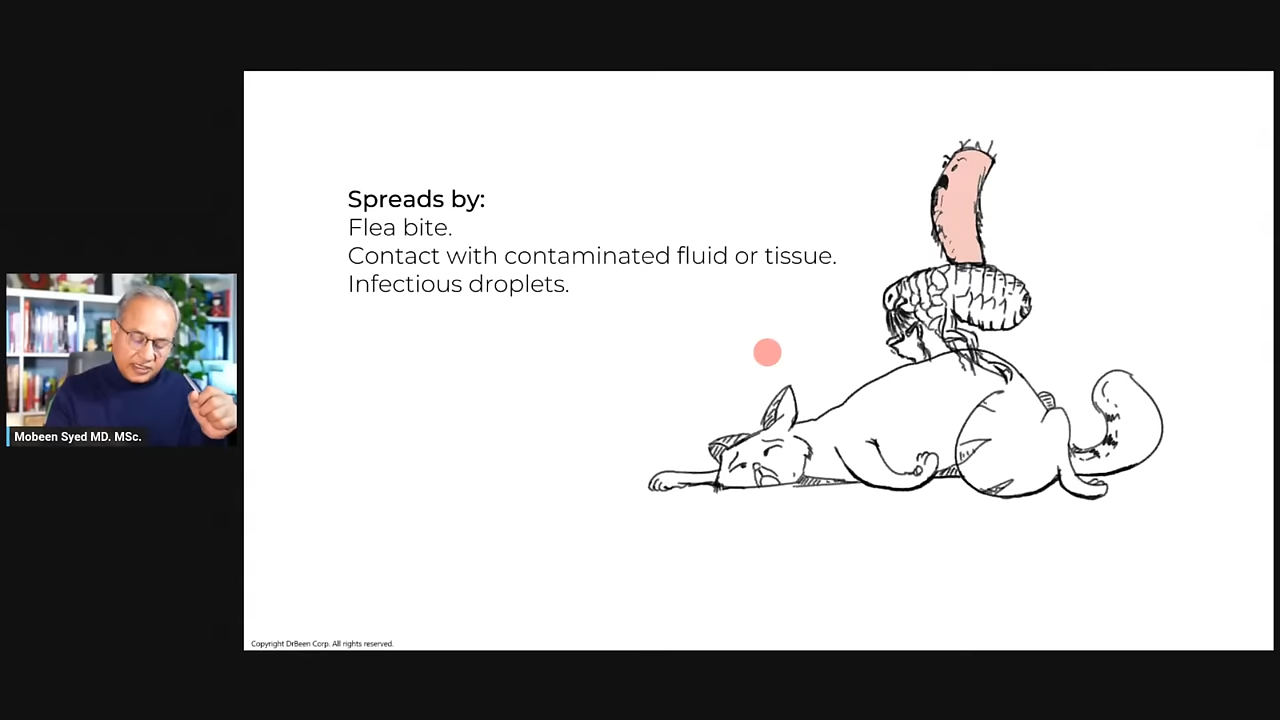 Spreads by:
Flea bite.
Contact with contaminated fluid or tissue.
Infectious droplets.
Mobeen Syed MD. MSc.
Copyright DrBeen Corp. All rights reserved.